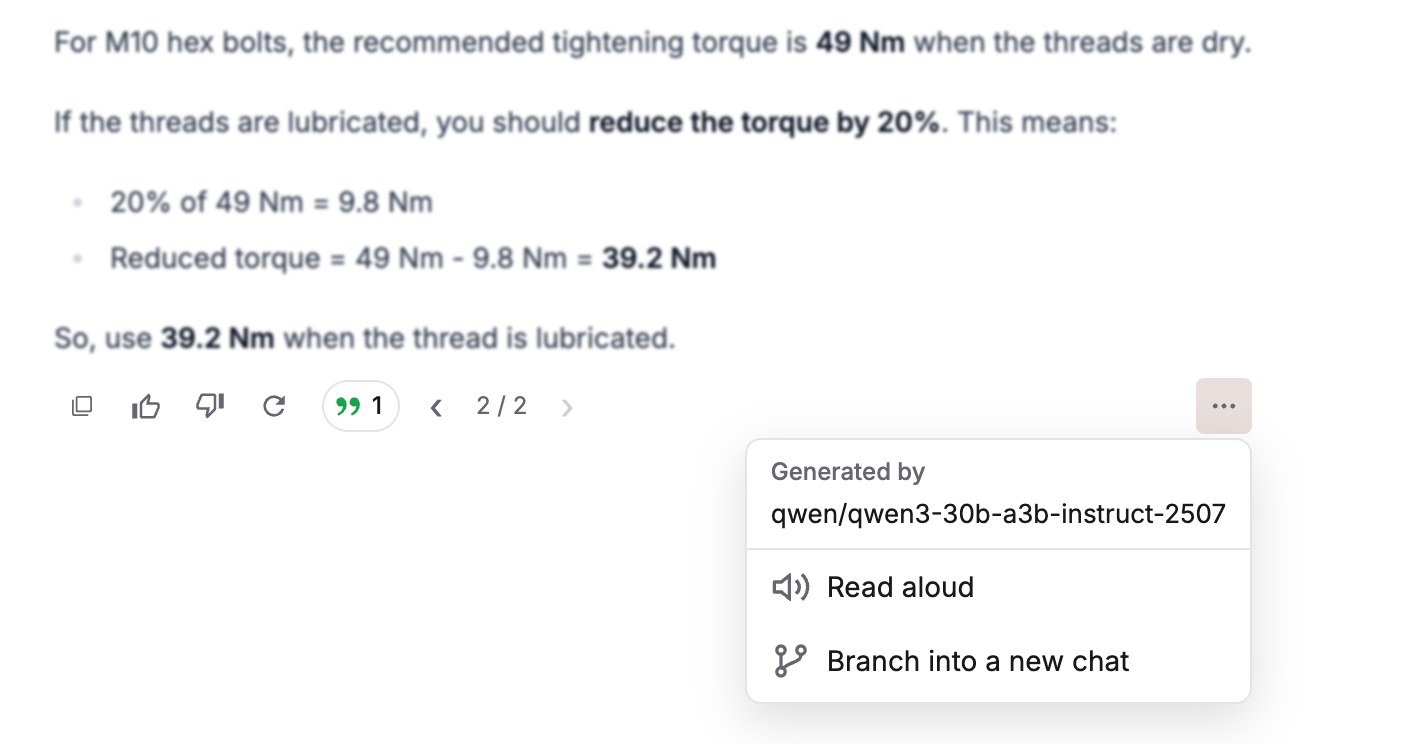 For M10 hex bolts, the recommended tightening torque is 49 Nm when the threads are dry.
If the threads are lubricated, you should reduce the torque by 20%. This means:
20% of 49 Nm = 9.8 Nm
Reduced torque = 49 Nm - 9.8 Nm = 39.2 Nm
So, use 39.2 Nm when the thread is lubricated.
1 2 / 2
Generated by
qwen/qwen3-30b-a3b-instruct-2507
Read aloud
Branch into a new chat